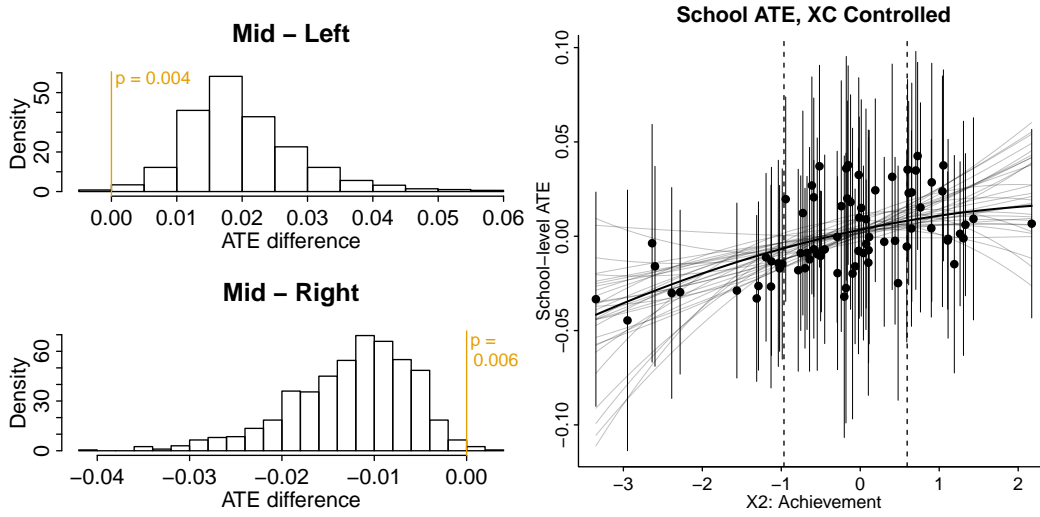 Mid – Left
p = 0.004
Density
0
20
50
0.00 0.01 0.02 0.03 0.04 0.05 0.06
ATE difference
Mid – Right
p =
0.006
Density
0
30
60
−0.04 −0.03 −0.02 −0.01 0.00
ATE difference
School ATE, XC Controlled
School−level ATE
0.10
0.05
0.00
−0.05
−0.10
−3 −2 −1 0 1 2
X2: Achievement